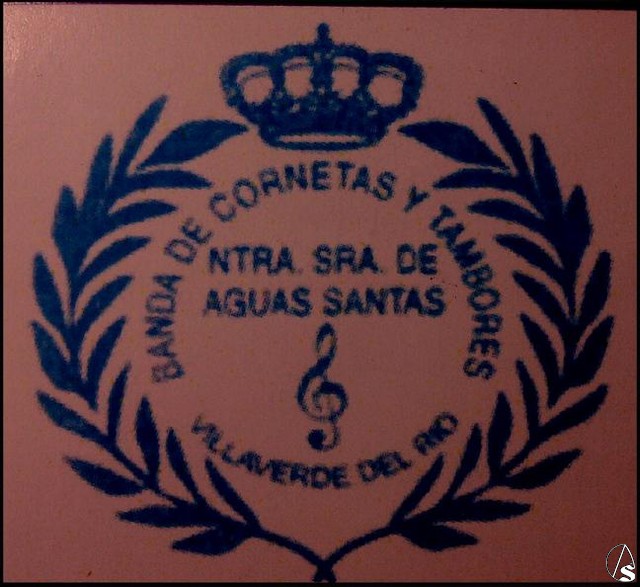 BANDA DE CORNETAS Y TAMBORES
NTRA. SRA. DE
AGUAS SANTAS
VILLAVERDE DEL RIO